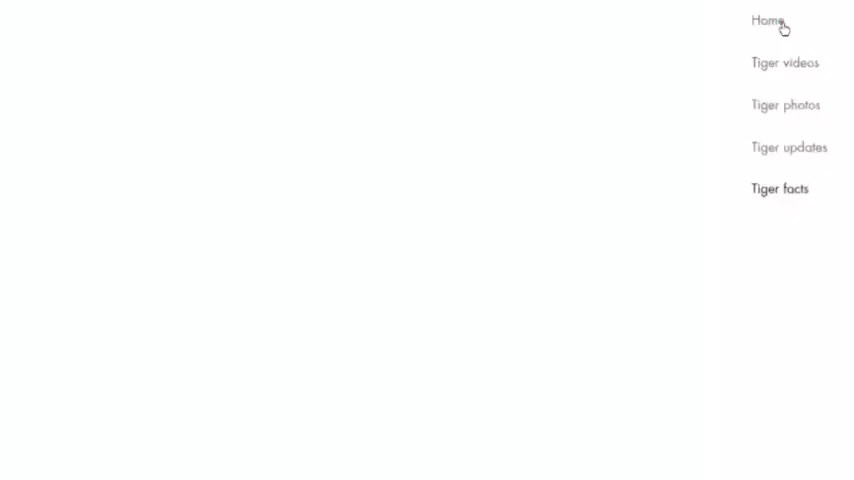 Home
Tiger videos
Tiger photos
Tiger updates
Tiger facts